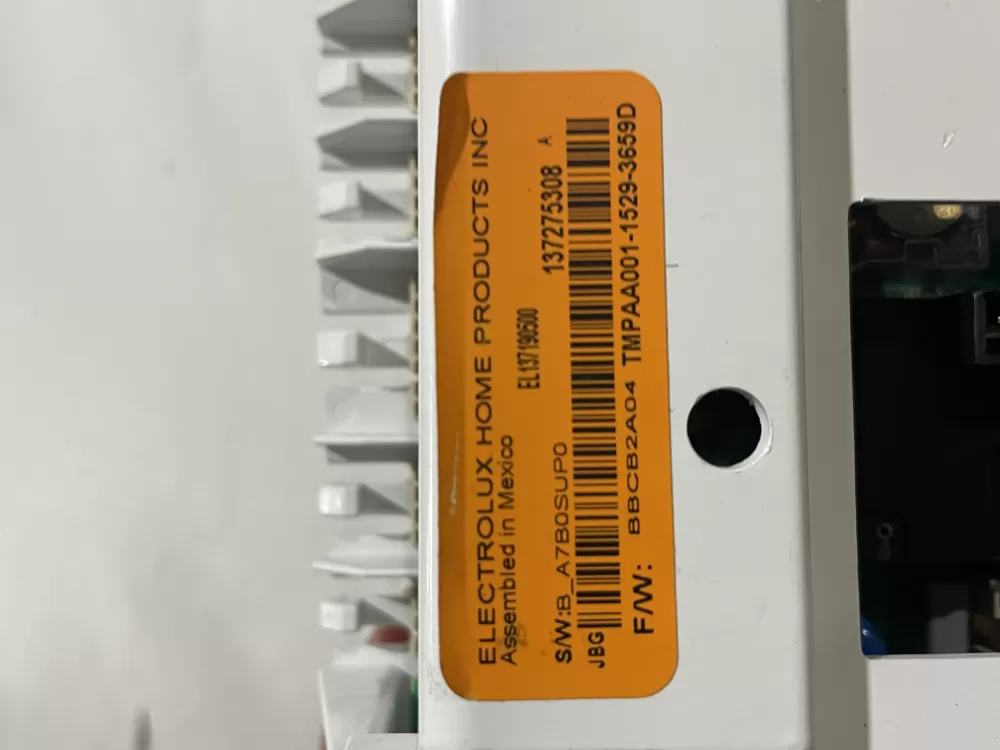 ELECTROLUX HOME PRODUCTS INC
Assembled in Mexico
EL137190500
137275308 A
S/W:B_A7B0SUP0
JBG
F/W: BBCB2A04 TMPAA001-1529-3659D